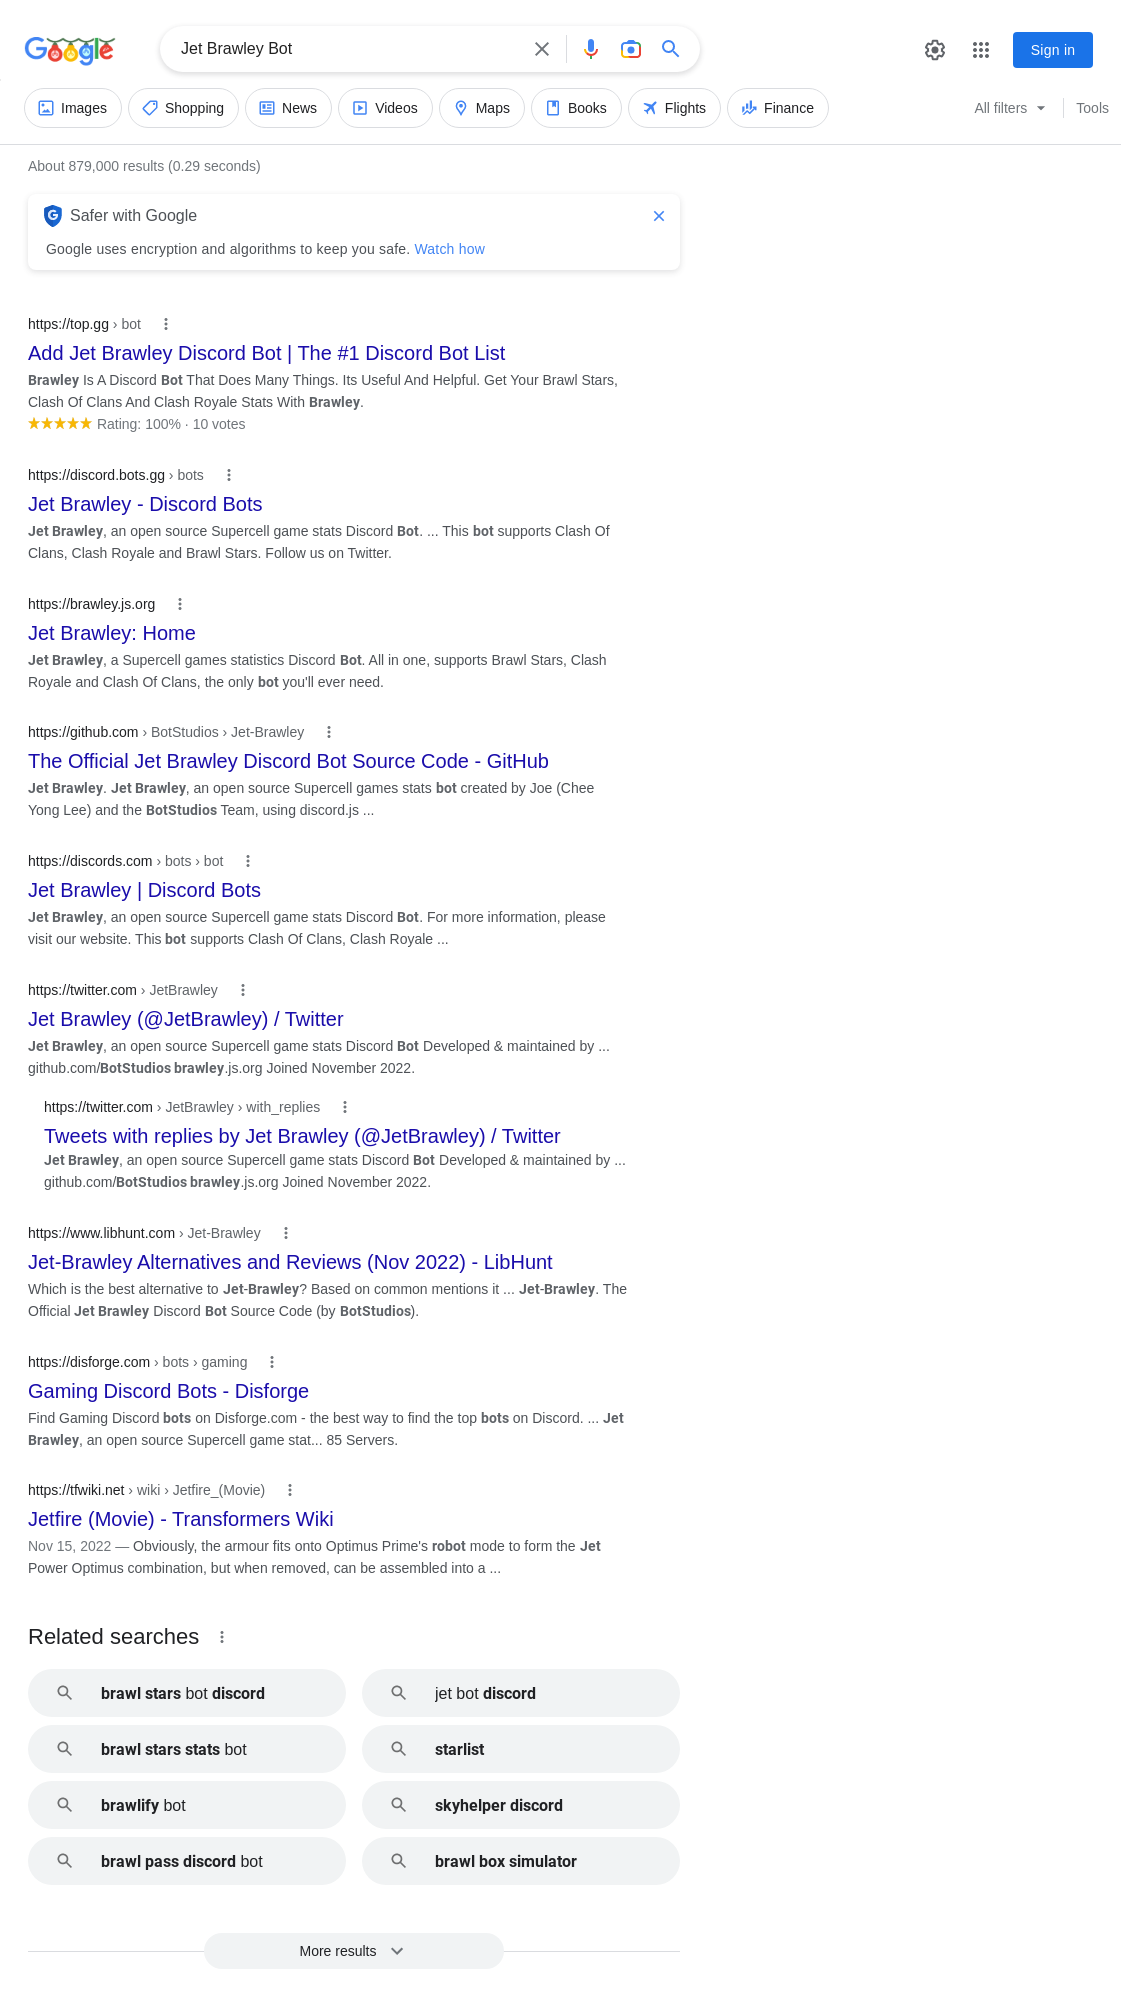 Google
Jet Brawley Bot
Sign in
Images
Shopping
News
Videos
Maps
Books
Flights
Finance
All filters
Tools
About 879,000 results (0.29 seconds)
Safer with Google
Google uses encryption and algorithms to keep you safe. Watch how
https://top.gg › bot
Add Jet Brawley Discord Bot | The #1 Discord Bot List
Brawley Is A Discord Bot That Does Many Things. Its Useful And Helpful. Get Your Brawl Stars,
Clash Of Clans And Clash Royale Stats With Brawley.
Rating: 100% · 10 votes
https://discord.bots.gg › bots
Jet Brawley - Discord Bots
Jet Brawley, an open source Supercell game stats Discord Bot. ... This bot supports Clash Of
Clans, Clash Royale and Brawl Stars. Follow us on Twitter.
https://brawley.js.org
Jet Brawley: Home
Jet Brawley, a Supercell games statistics Discord Bot. All in one, supports Brawl Stars, Clash
Royale and Clash Of Clans, the only bot you'll ever need.
https://github.com › BotStudios › Jet-Brawley
The Official Jet Brawley Discord Bot Source Code - GitHub
Jet Brawley. Jet Brawley, an open source Supercell games stats bot created by Joe (Chee
Yong Lee) and the BotStudios Team, using discord.js ...
https://discords.com › bots › bot
Jet Brawley | Discord Bots
Jet Brawley, an open source Supercell game stats Discord Bot. For more information, please
visit our website. This bot supports Clash Of Clans, Clash Royale ...
https://twitter.com › JetBrawley
Jet Brawley (@JetBrawley) / Twitter
Jet Brawley, an open source Supercell game stats Discord Bot Developed & maintained by ...
github.com/BotStudios brawley.js.org Joined November 2022.
https://twitter.com › JetBrawley › with_replies
Tweets with replies by Jet Brawley (@JetBrawley) / Twitter
Jet Brawley, an open source Supercell game stats Discord Bot Developed & maintained by ...
github.com/BotStudios brawley.js.org Joined November 2022.
https://www.libhunt.com › Jet-Brawley
Jet-Brawley Alternatives and Reviews (Nov 2022) - LibHunt
Which is the best alternative to Jet-Brawley? Based on common mentions it ... Jet-Brawley. The
Official Jet Brawley Discord Bot Source Code (by BotStudios).
https://disforge.com › bots › gaming
Gaming Discord Bots - Disforge
Find Gaming Discord bots on Disforge.com - the best way to find the top bots on Discord. ... Jet
Brawley, an open source Supercell game stat... 85 Servers.
https://tfwiki.net › wiki › Jetfire_(Movie)
Jetfire (Movie) - Transformers Wiki
Nov 15, 2022 — Obviously, the armour fits onto Optimus Prime's robot mode to form the Jet
Power Optimus combination, but when removed, can be assembled into a ...
Related searches
brawl stars bot discord
jet bot discord
brawl stars stats bot
starlist
brawlify bot
skyhelper discord
brawl pass discord bot
brawl box simulator
More results